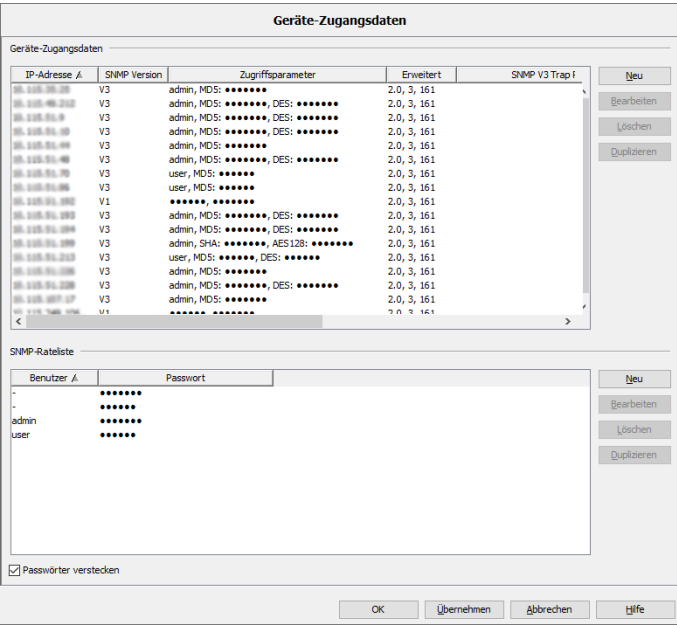 Geräte-Zugangsdaten
Geräte-Zugangsdaten
IP-Adresse SNMP Version Zugriffsparameter Erweitert SNMP V3 Trap F
V3 admin, MD5: ●●●●●●● 2.0, 3, 161
V3 admin, MD5: ●●●●●●●, DES: ●●●●●●● 2.0, 3, 161
V3 admin, MD5: ●●●●●●●, DES: ●●●●●●● 2.0, 3, 161
V3 admin, MD5: ●●●●●●●, DES: ●●●●●●● 2.0, 3, 161
V3 admin, MD5: ●●●●●●● 2.0, 3, 161
V3 admin, MD5: ●●●●●●●, DES: ●●●●●●● 2.0, 3, 161
V3 user, MD5: ●●●●●● 2.0, 3, 161
V3 user, MD5: ●●●●●● 2.0, 3, 161
V1 ●●●●●●, ●●●●●●● 2.0, 3, 161
V3 admin, MD5: ●●●●●●●, DES: ●●●●●●● 2.0, 3, 161
V3 admin, MD5: ●●●●●●●, DES: ●●●●●●● 2.0, 3, 161
V3 admin, SHA: ●●●●●●●, AES128: ●●●●●●● 2.0, 3, 161
V3 user, MD5: ●●●●●●, DES: ●●●●●● 2.0, 3, 161
V3 admin, MD5: ●●●●●●● 2.0, 3, 161
V3 admin, MD5: ●●●●●●●, DES: ●●●●●●● 2.0, 3, 161
V3 admin, MD5: ●●●●●●● 2.0, 3, 161
V1 ●●●●●●, ●●●●●●● 2.0, 3, 161
Neu
Bearbeiten
Löschen
Duplizieren
SNMP-Rateliste
Benutzer Passwort
- ●●●●●●●
- ●●●●●●
admin ●●●●●●●
user ●●●●●●
Neu
Bearbeiten
Löschen
Duplizieren
Passwörter verstecken
OK Übernehmen Abbrechen Hilfe